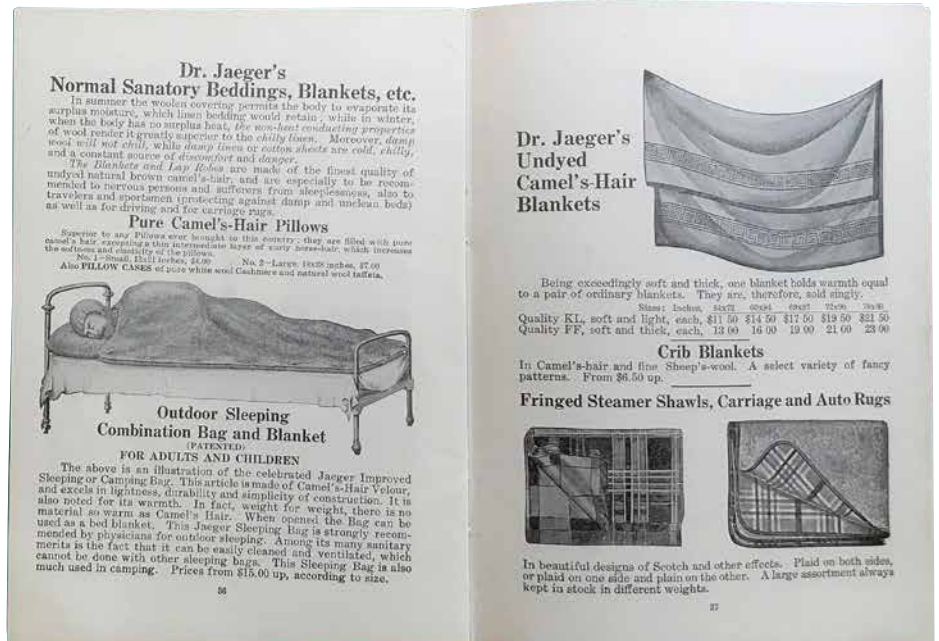 Dr. Jaeger's
Normal Sanatory Beddings, Blankets, etc.
In summer the woolen covering permits the body to evaporate its
surplus moisture, which linen bedding would retain; while in winter,
when the body has no surplus heat, the non-heat conducting properties
of wool render it greatly superior to the chilly linen. Moreover, damp
wool will not chill, while damp linen or cotton sheets are cold, chilly,
and a constant source of discomfort and danger.
The Blankets and Lap Robes are made of the finest quality of
undyed natural brown camel's-hair, and are especially to be recom-
mended to nervous persons and sufferers from sleeplessness, also to
travelers and sportsmen (protecting against damp and unclean beds)
as well as for driving and for carriage rugs.
Pure Camel's-Hair Pillows
Superior to any Pillows ever brought to this country; they are filled with pure
camel's hair, excepting a thin intermediate layer of curly horse-hair, which increases
the softness and elasticity of the pillows.
No. 1—Small, inches, No. 2—Large, inches, $7.00
Also PILLOW CASES of pure white wool Cashmere and natural wool taffeta.
Outdoor Sleeping
Combination Bag and Blanket
(PATENTED)
FOR ADULTS AND CHILDREN
The above is an illustration of the celebrated Jaeger Improved
Sleeping or Camping Bag. This article is made of Camel's-Hair Velour,
and excels in lightness, durability and simplicity of construction. It is
also noted for its warmth. In fact, weight for weight, there is no
material so warm as Camel's Hair. When opened the Bag can be
used as a bed blanket. This Jaeger Sleeping Bag is strongly recom-
mended by physicians for outdoor sleeping. Among its many sanitary
merits is the fact that it can be easily cleaned and ventilated, which
cannot be done with other sleeping bags. This Sleeping Bag is also
much used in camping. Prices from $15.00 up, according to size.
Dr. Jaeger's
Undyed
Camel's-Hair
Blankets
Being exceedingly soft and thick, one blanket holds warmth equal
to a pair of ordinary blankets. They are, therefore, sold singly.
Sizes: Inches,
Quality KL, soft and light, each, $11 50 $14 50 $17 50 $19 50 $21 50
Quality FF, soft and thick, each, 13 00 16 00 19 00 21 00 23 00
Crib Blankets
In Camel's-hair and fine Sheep's-wool. A select variety of fancy
patterns. From $6.50 up.
Fringed Steamer Shawls, Carriage and Auto Rugs
In beautiful designs of Scotch and other effects. Plaid on both sides,
or plaid on one side and plain on the other. A large assortment always
kept in stock in different weights.
27